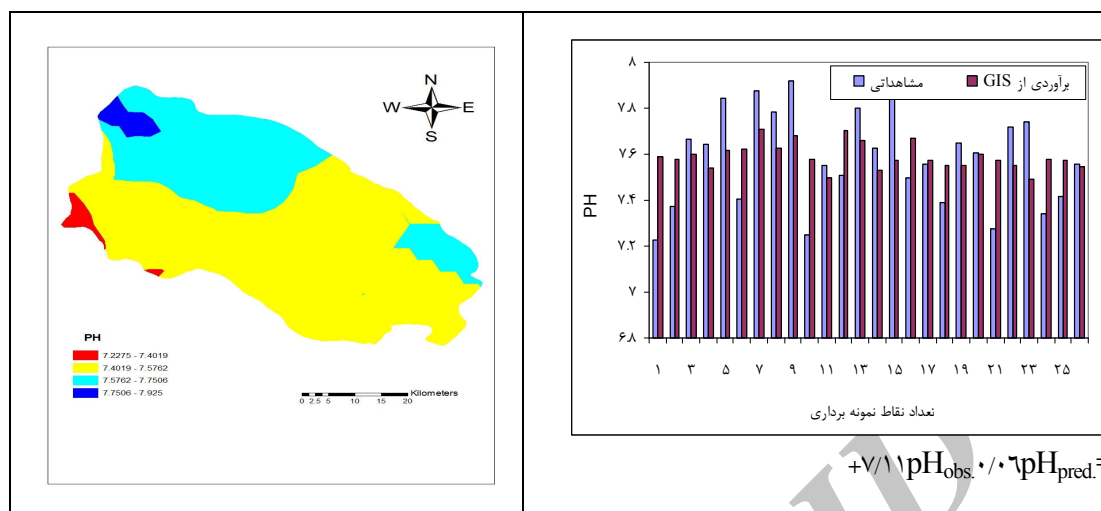 N
W E
S
PH
7.2275 - 7.4019
7.4019 - 7.5762
7.5762 - 7.7506
7.7506 - 7.925
Kilometers
0 2.5 5 10 15 20
مشاهداتی برآوردی از GIS
۸
۷.۸
۷.۶
۷.۴
۷.۲
۷
۶.۸
PH
۱ ۳ ۵ ۷ ۹ ۱۱ ۱۳ ۱۵ ۱۷ ۱۹ ۲۱ ۲۳ ۲۵
تعداد نقاط نمونه برداری
+۷/۱۱pHobs.۰/۰۶pHpred.=